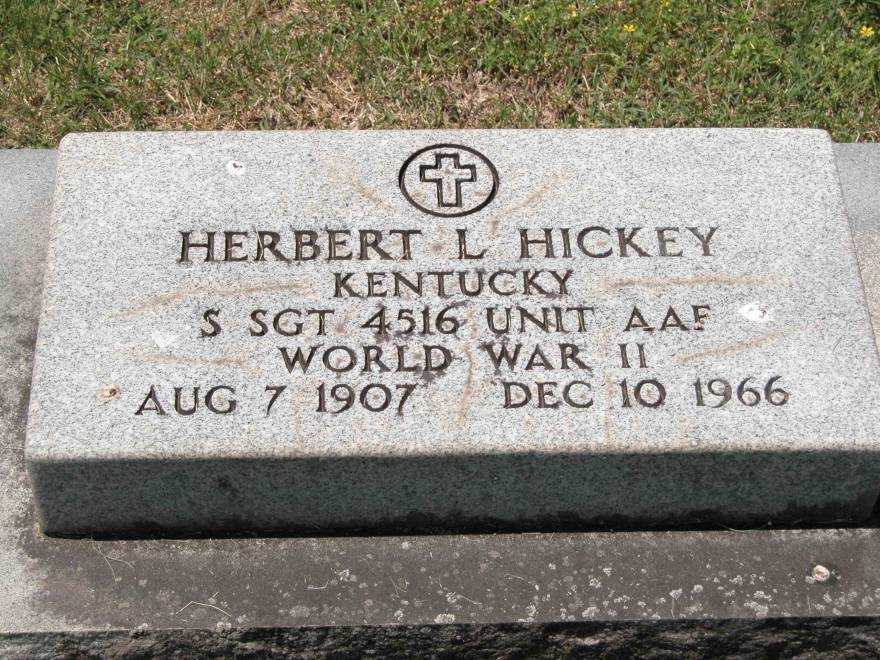 HERBERT L HICKEY
KENTUCKY
S SGT 4516 UNIT AAF
WORLD WAR II
AUG 7 1907 DEC 10 1966